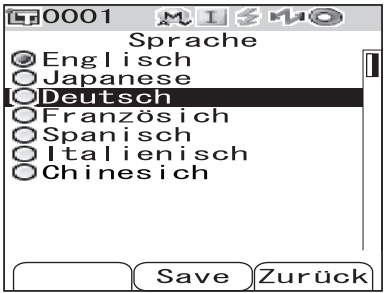 0001 M I
Sprache
Englisch
Japanese
Deutsch
Französich
Spanisch
Italienisch
Chinesich
Save Zurück